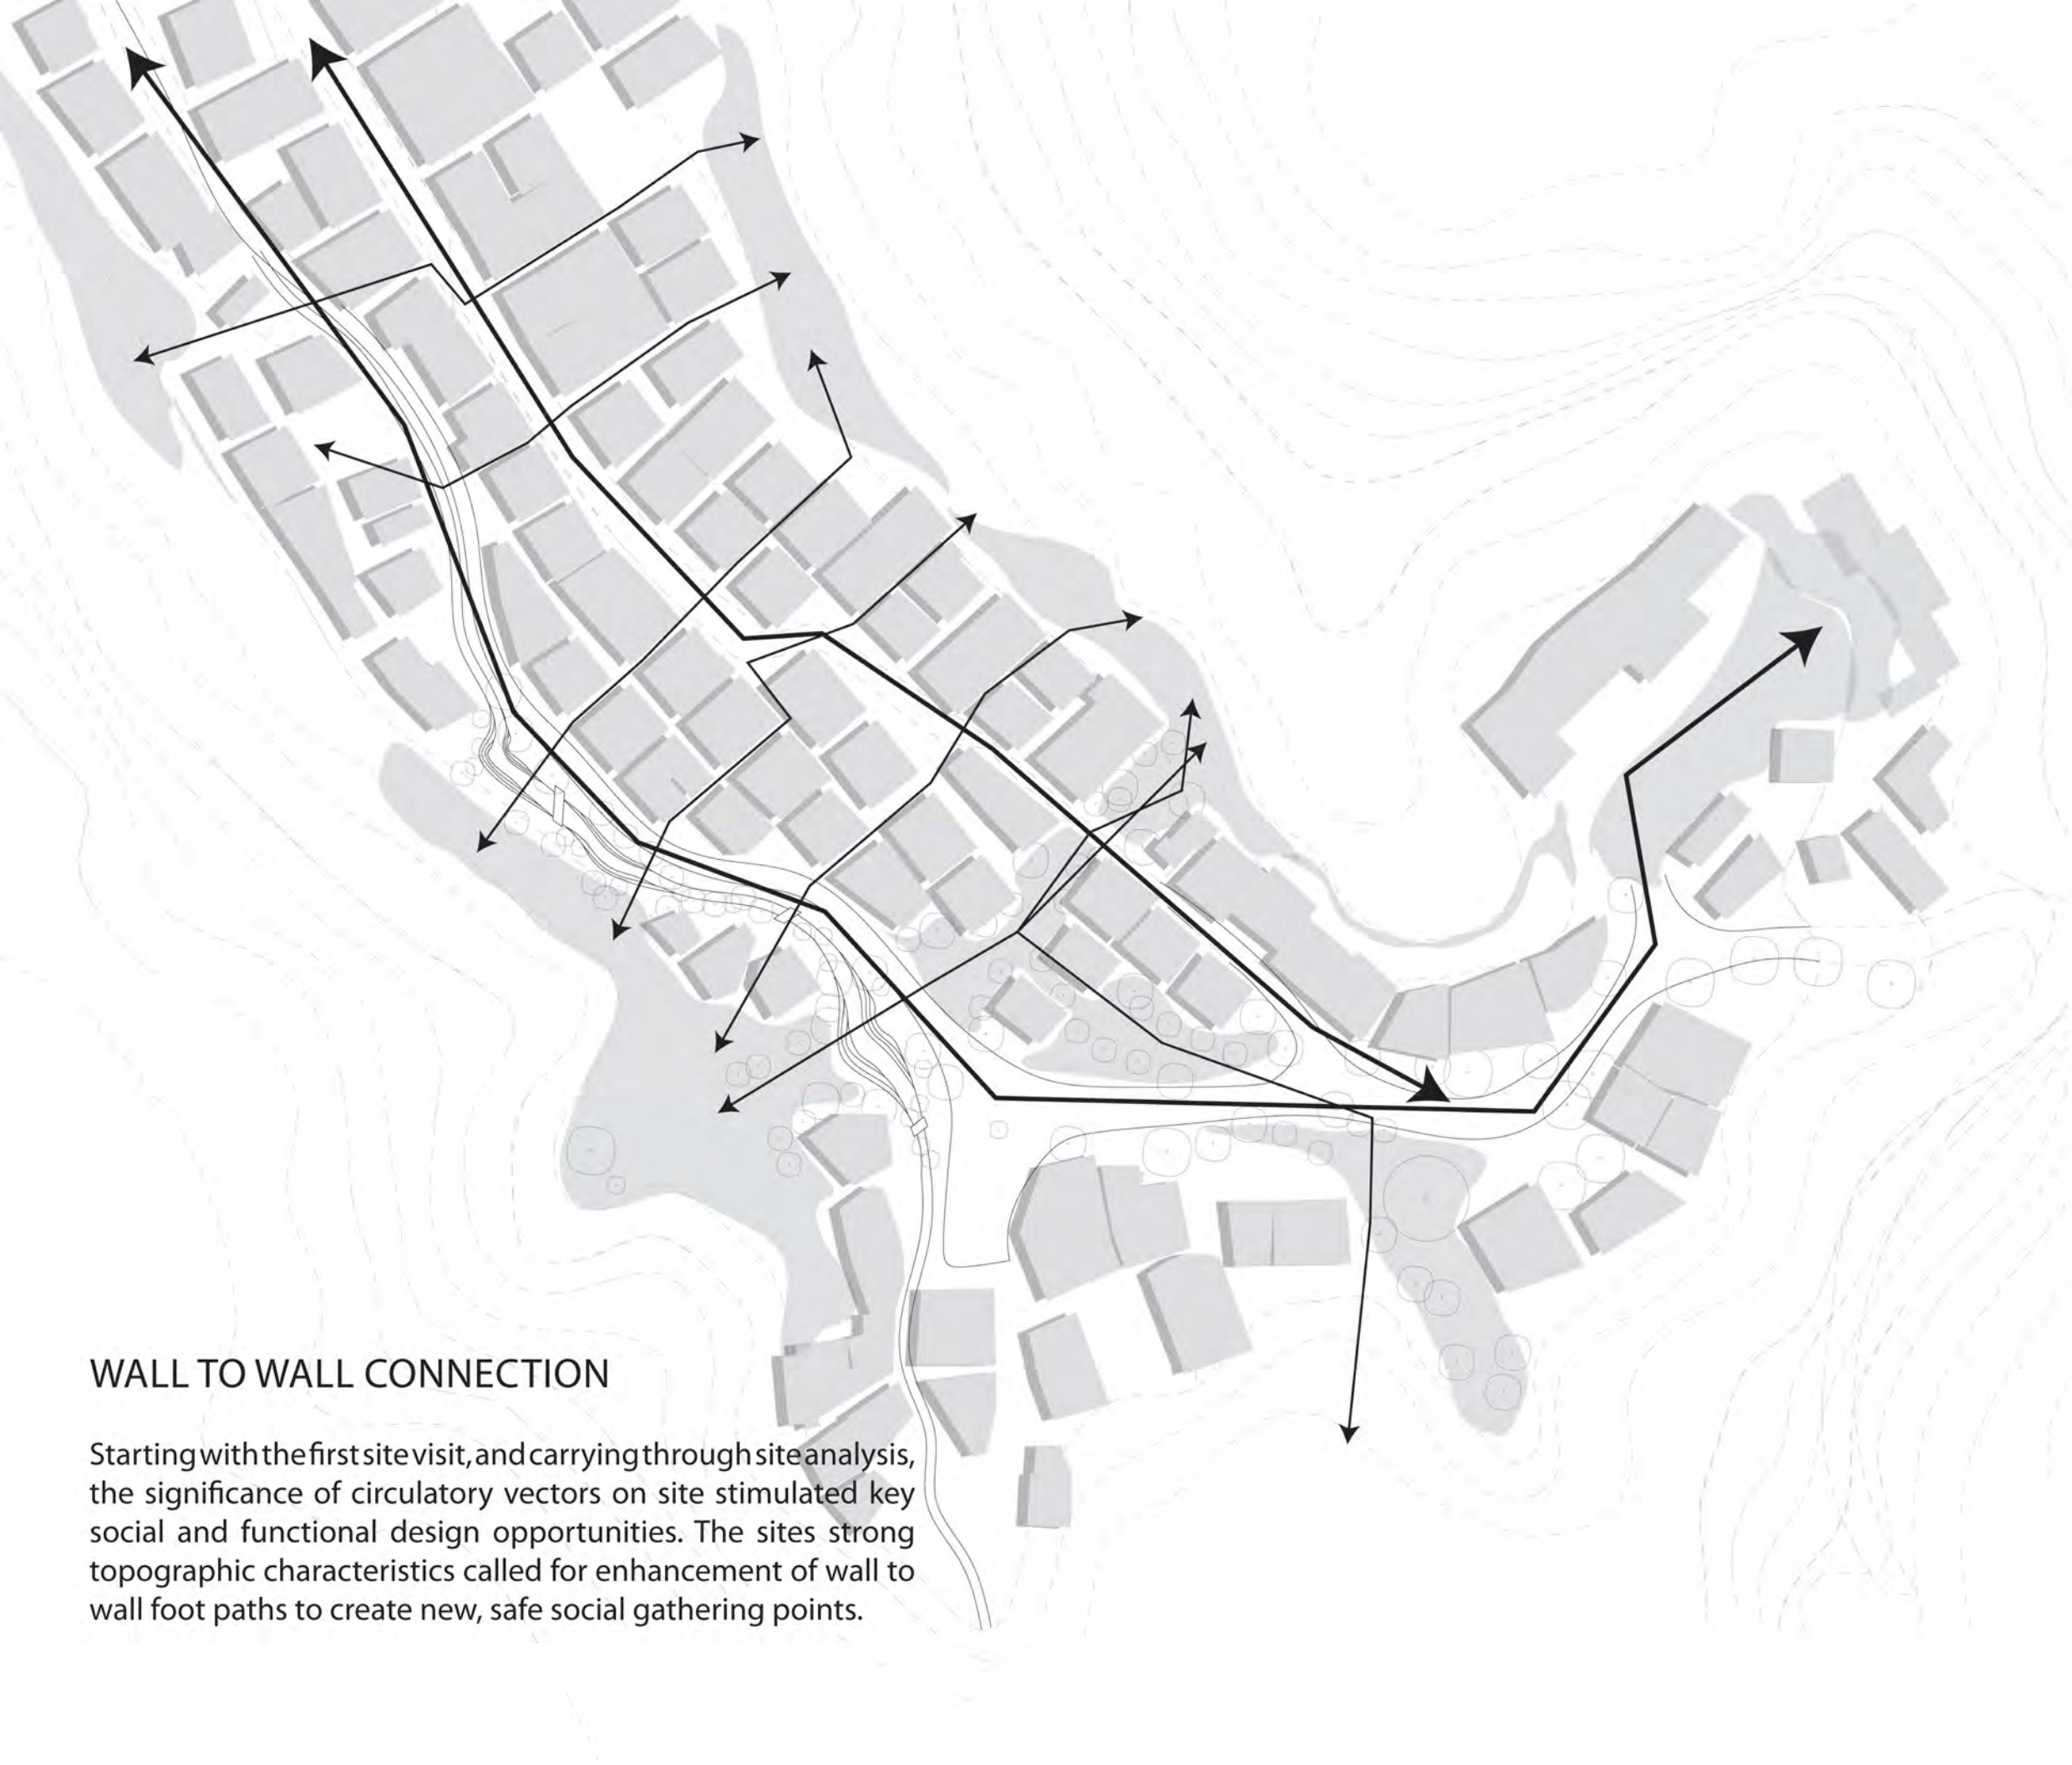 WALL TO WALL CONNECTION
Starting with the first site visit, and carrying through site analysis,
the significance of circulatory vectors on site stimulated key
social and functional design opportunities. The sites strong
topographic characteristics called for enhancement of wall to
wall foot paths to create new, safe social gathering points.